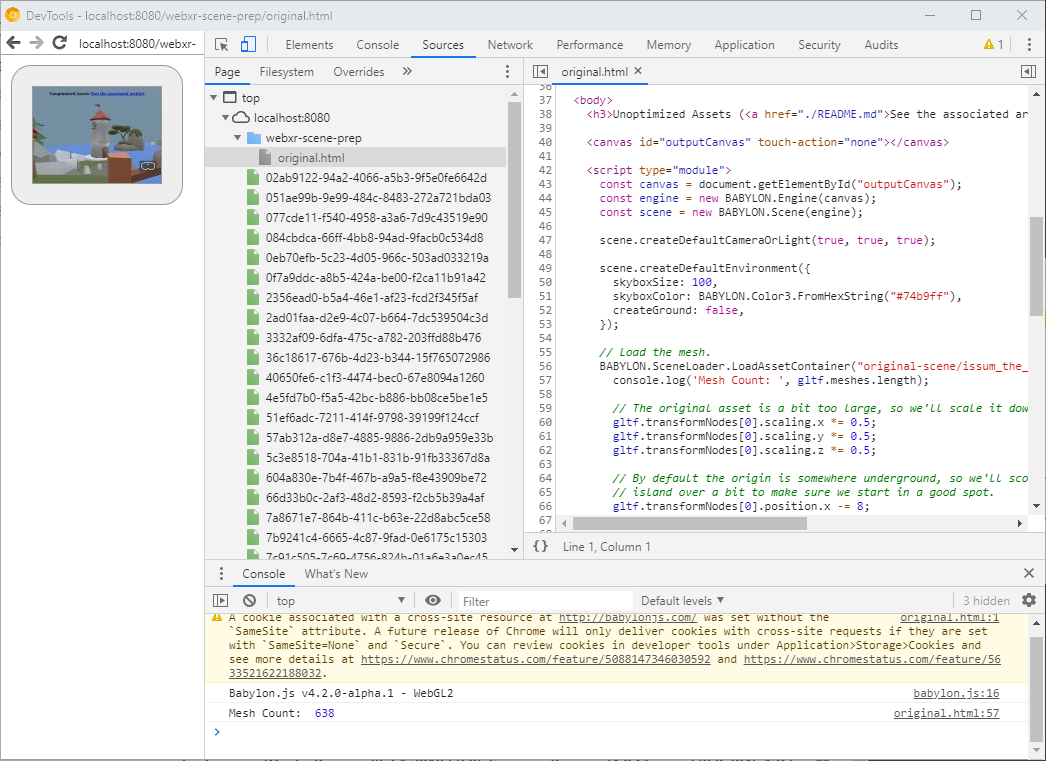 DevTools - localhost:8080/webxr-scene-prep/original.html
localhost:8080/webxr-
Elements Console Sources Network Performance Memory Application Security Audits 1
Unoptimized Assets (See the associated article)
Page Filesystem Overrides
top
localhost:8080
webxr-scene-prep
original.html
02ab9122-94a2-4066-a5b3-9f5e0fe6642d
051ae99b-9e99-484c-8483-272a721bda03
077cde11-f540-4958-a3a6-7d9c43519e90
084cbdca-66ff-4bb8-94ad-9facb0c534d8
0eb70efb-5c23-4d05-966c-503ad033219a
0f7a9ddc-a8b5-424a-be00-f2ca11b91a42
2356ead0-b5a4-46e1-af23-fcd2f345f5af
2ad01faa-d2e9-4c07-b664-7dc539504c3d
3332af09-6dfa-475c-a782-203ffd88b476
36c18617-676b-4d23-b344-15f765072986
40650fe6-c1f3-4474-bec0-67e8094a1260
4e5fd7b0-f5a5-42bc-b886-bb08ce5be1e5
51ef6adc-7211-414f-9798-39199f124ccf
57ab312a-d8e7-4885-9886-2db9a959e33b
5c3e8518-704a-41b1-831b-91fb33367d8a
604a830e-7b4f-467b-a9a5-f8e43909be72
66d33b0c-2af3-48d2-8593-f2cb5b39a4af
7a8671e7-864b-411c-b63e-22d8abc5ce58
7b9241c4-6665-4c87-9fad-0e6175c15303
7c91c505-7c69-4756-824b-01a6e3a0ec45
original.html
36
37 <body>
38 <h3>Unoptimized Assets (<a href="./README.md">See the associated ar
39
40 <canvas id="outputCanvas" touch-action="none"></canvas>
41
42 <script type="module">
43 const canvas = document.getElementById("outputCanvas");
44 const engine = new BABYLON.Engine(canvas);
45 const scene = new BABYLON.Scene(engine);
46
47 scene.createDefaultCameraOrLight(true, true, true);
48
49 scene.createDefaultEnvironment({
50 skyboxSize: 100,
51 skyboxColor: BABYLON.Color3.FromHexString("#74b9ff"),
52 createGround: false,
53 });
54
55 // Load the mesh.
56 BABYLON.SceneLoader.LoadAssetContainer("original-scene/issum_the_
57 console.log('Mesh Count: ', gltf.meshes.length);
58
59 // The original asset is a bit too large, so we'll scale it dow
60 gltf.transformNodes[0].scaling.x *= 0.5;
61 gltf.transformNodes[0].scaling.y *= 0.5;
62 gltf.transformNodes[0].scaling.z *= 0.5;
63
64 // By default the origin is somewhere underground, so we'll sco
65 // island over a bit to make sure we start in a good spot.
66 gltf.transformNodes[0].position.x -= 8;
67
{} Line 1, Column 1
Console What's New
top Filter Default levels 3 hidden
A cookie associated with a cross-site resource at http://babylonjs.com/ was set without the original.html:1
`SameSite` attribute. A future release of Chrome will only deliver cookies with cross-site requests if they are set
with `SameSite=None` and `Secure`. You can review cookies in developer tools under Application>Storage>Cookies and
see more details at https://www.chromestatus.com/feature/5088147346030592 and https://www.chromestatus.com/feature/56
33521622188032.
Babylon.js v4.2.0-alpha.1 - WebGL2 babylon.js:16
Mesh Count: 638 original.html:57